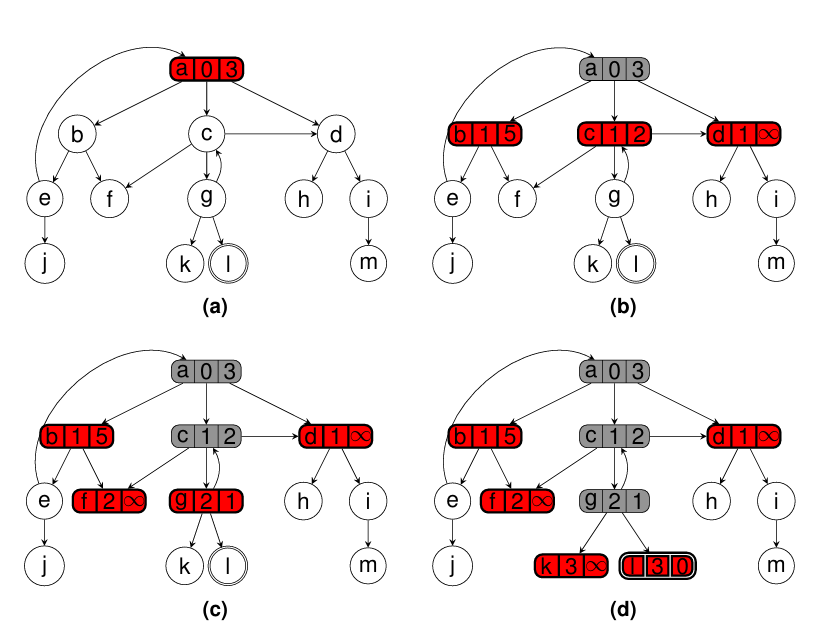 a 0 3
b c d
e f g h i
j k l m
(a)
a 0 3
b 1 5 c 1 2 d 1 ∞
e f g h i
j k l m
(b)
a 0 3
b 1 5 c 1 2 d 1 ∞
e f 2 ∞ g 2 1 h i
j k l m
(c)
a 0 3
b 1 5 c 1 2 d 1 ∞
e f 2 ∞ g 2 1 h i
j k 3 ∞ l 3 0 m
(d)